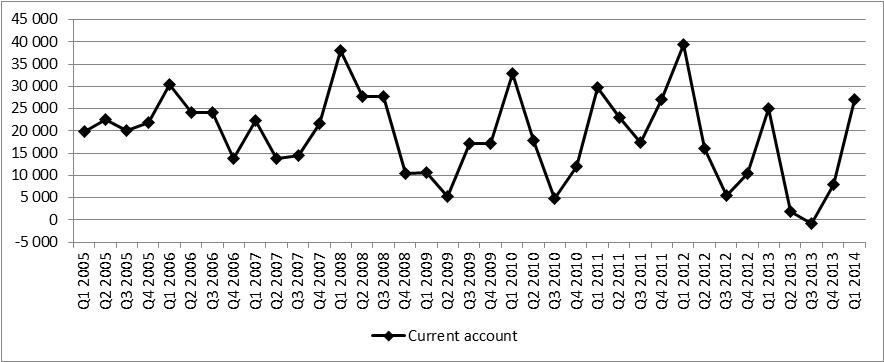 45 000
40 000
35 000
30 000
25 000
20 000
15 000
10 000
5 000
0
-5 000
Q1 2005
Q2 2005
Q3 2005
Q4 2005
Q1 2006
Q2 2006
Q3 2006
Q4 2006
Q1 2007
Q2 2007
Q3 2007
Q4 2007
Q1 2008
Q2 2008
Q3 2008
Q4 2008
Q1 2009
Q2 2009
Q3 2009
Q4 2009
Q1 2010
Q2 2010
Q3 2010
Q4 2010
Q1 2011
Q2 2011
Q3 2011
Q4 2011
Q1 2012
Q2 2012
Q3 2012
Q4 2012
Q1 2013
Q2 2013
Q3 2013
Q4 2013
Q1 2014
Current account